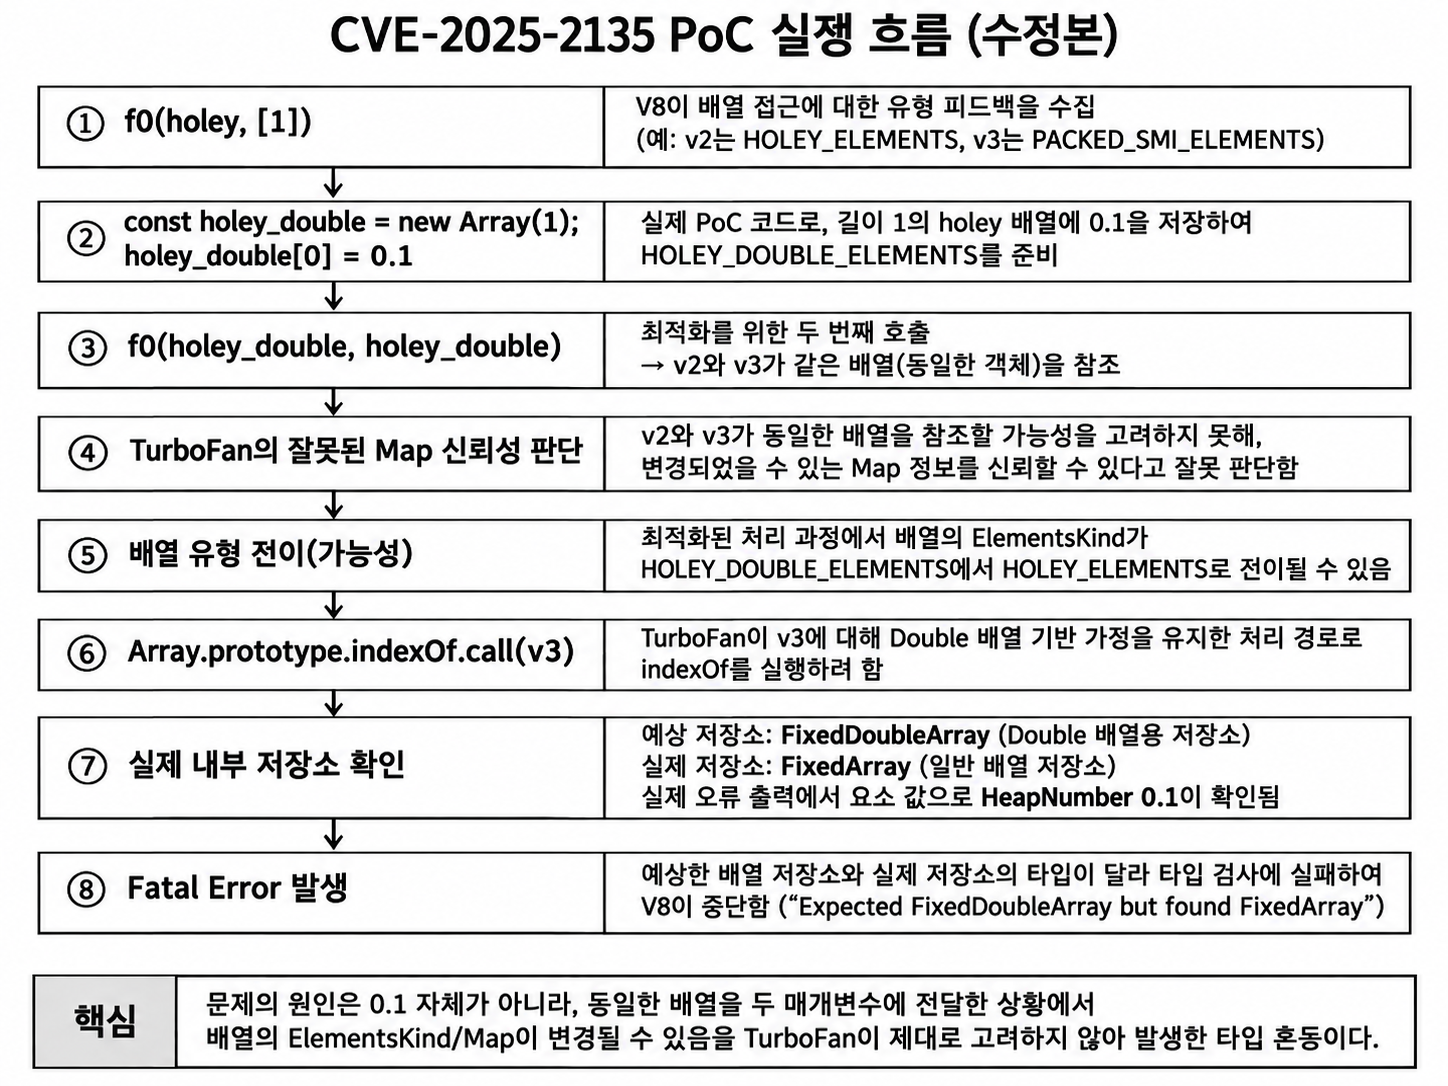 CVE-2025-2135 PoC 실쟁 흐름 (수정본)
① f0(holey, [1])
V8이 배열 접근에 대한 유형 피드백을 수집
(예: v2는 HOLEY_ELEMENTS, v3는 PACKED_SMI_ELEMENTS)
② const holey_double = new Array(1);
holey_double[0] = 0.1
실제 PoC 코드로, 길이 1의 holey 배열에 0.1을 저장하여
HOLEY_DOUBLE_ELEMENTS를 준비
③ f0(holey_double, holey_double)
최적화를 위한 두 번째 호출
→ v2와 v3가 같은 배열(동일한 객체)을 참조
④ TurboFan의 잘못된 Map 신뢰성 판단
v2와 v3가 동일한 배열을 참조할 가능성을 고려하지 못해,
변경되었을 수 있는 Map 정보를 신뢰할 수 있다고 잘못 판단함
⑤ 배열 유형 전이(가능성)
최적화된 처리 과정에서 배열의 ElementsKind가
HOLEY_DOUBLE_ELEMENTS에서 HOLEY_ELEMENTS로 전이될 수 있음
⑥ Array.prototype.indexOf.call(v3)
TurboFan이 v3에 대해 Double 배열 기반 가정을 유지한 처리 경로로
indexOf를 실행하려 함
⑦ 실제 내부 저장소 확인
예상 저장소: FixedDoubleArray (Double 배열용 저장소)
실제 저장소: FixedArray (일반 배열 저장소)
실제 오류 출력에서 요소 값으로 HeapNumber 0.1이 확인됨
⑧ Fatal Error 발생
예상한 배열 저장소와 실제 저장소의 타입이 달라 타입 검사에 실패하여
V8이 중단함 (“Expected FixedDoubleArray but found FixedArray”)
핵심
문제의 원인은 0.1 자체가 아니라, 동일한 배열을 두 매개변수에 전달한 상황에서
배열의 ElementsKind/Map이 변경될 수 있음을 TurboFan이 제대로 고려하지 않아 발생한 타입 혼동이다.